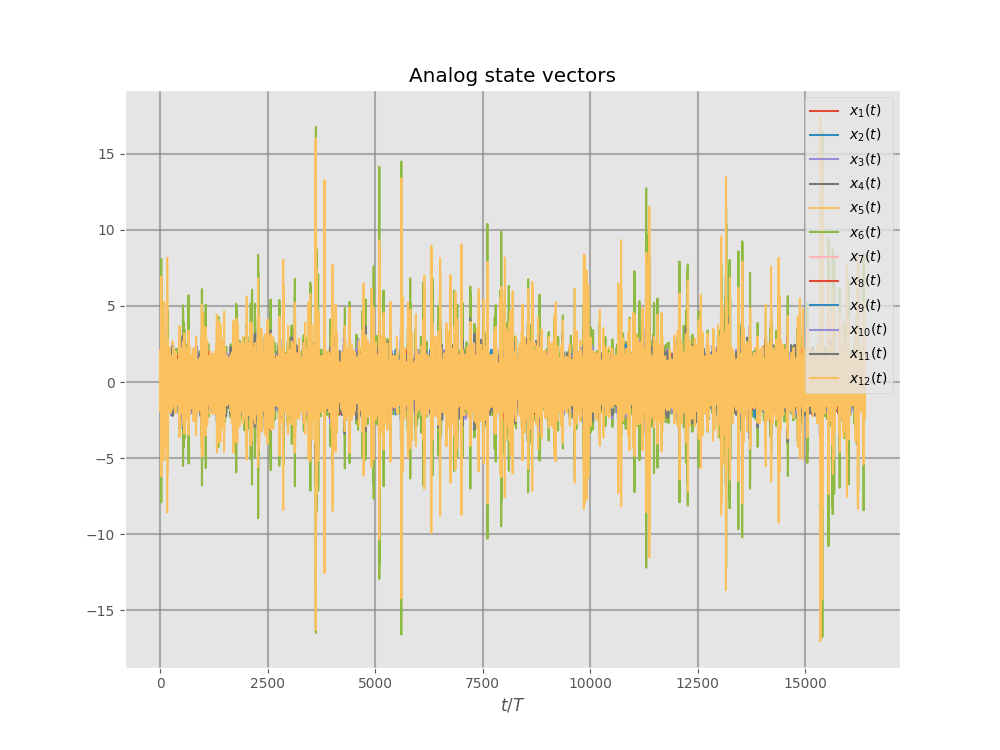 Analog state vectors
15
10
5
0
−5
−10
−15
0 2500 5000 7500 10000 12500 15000
t/T
x₁(t)
x₂(t)
x₃(t)
x₄(t)
x₅(t)
x₆(t)
x₇(t)
x₈(t)
x₉(t)
x₁₀(t)
x₁₁(t)
x₁₂(t)